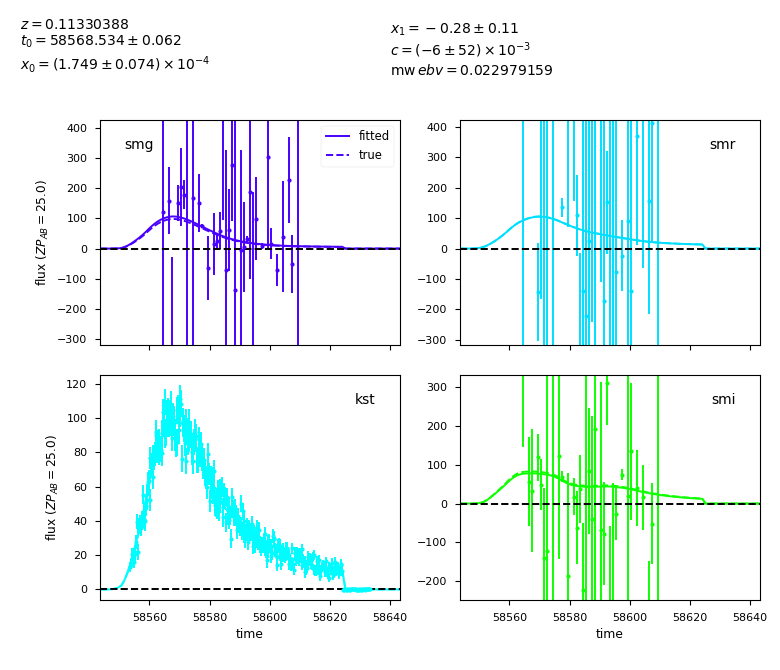 z = 0.11330388
t₀ = 58568.534 ± 0.062
x₀ = (1.749 ± 0.074) × 10⁻⁴
x₁ = −0.28 ± 0.11
c = (−6 ± 52) × 10⁻³
mw ebv = 0.022979159
smg
fitted
true
400
300
200
100
0
−100
−200
−300
flux (ZP_AB = 25.0)
smr
400
300
200
100
0
−100
−200
−300
kst
120
100
80
60
40
20
0
flux (ZP_AB = 25.0)
58560 58580 58600 58620 58640
time
smi
300
200
100
0
−100
−200
58560 58580 58600 58620 58640
time